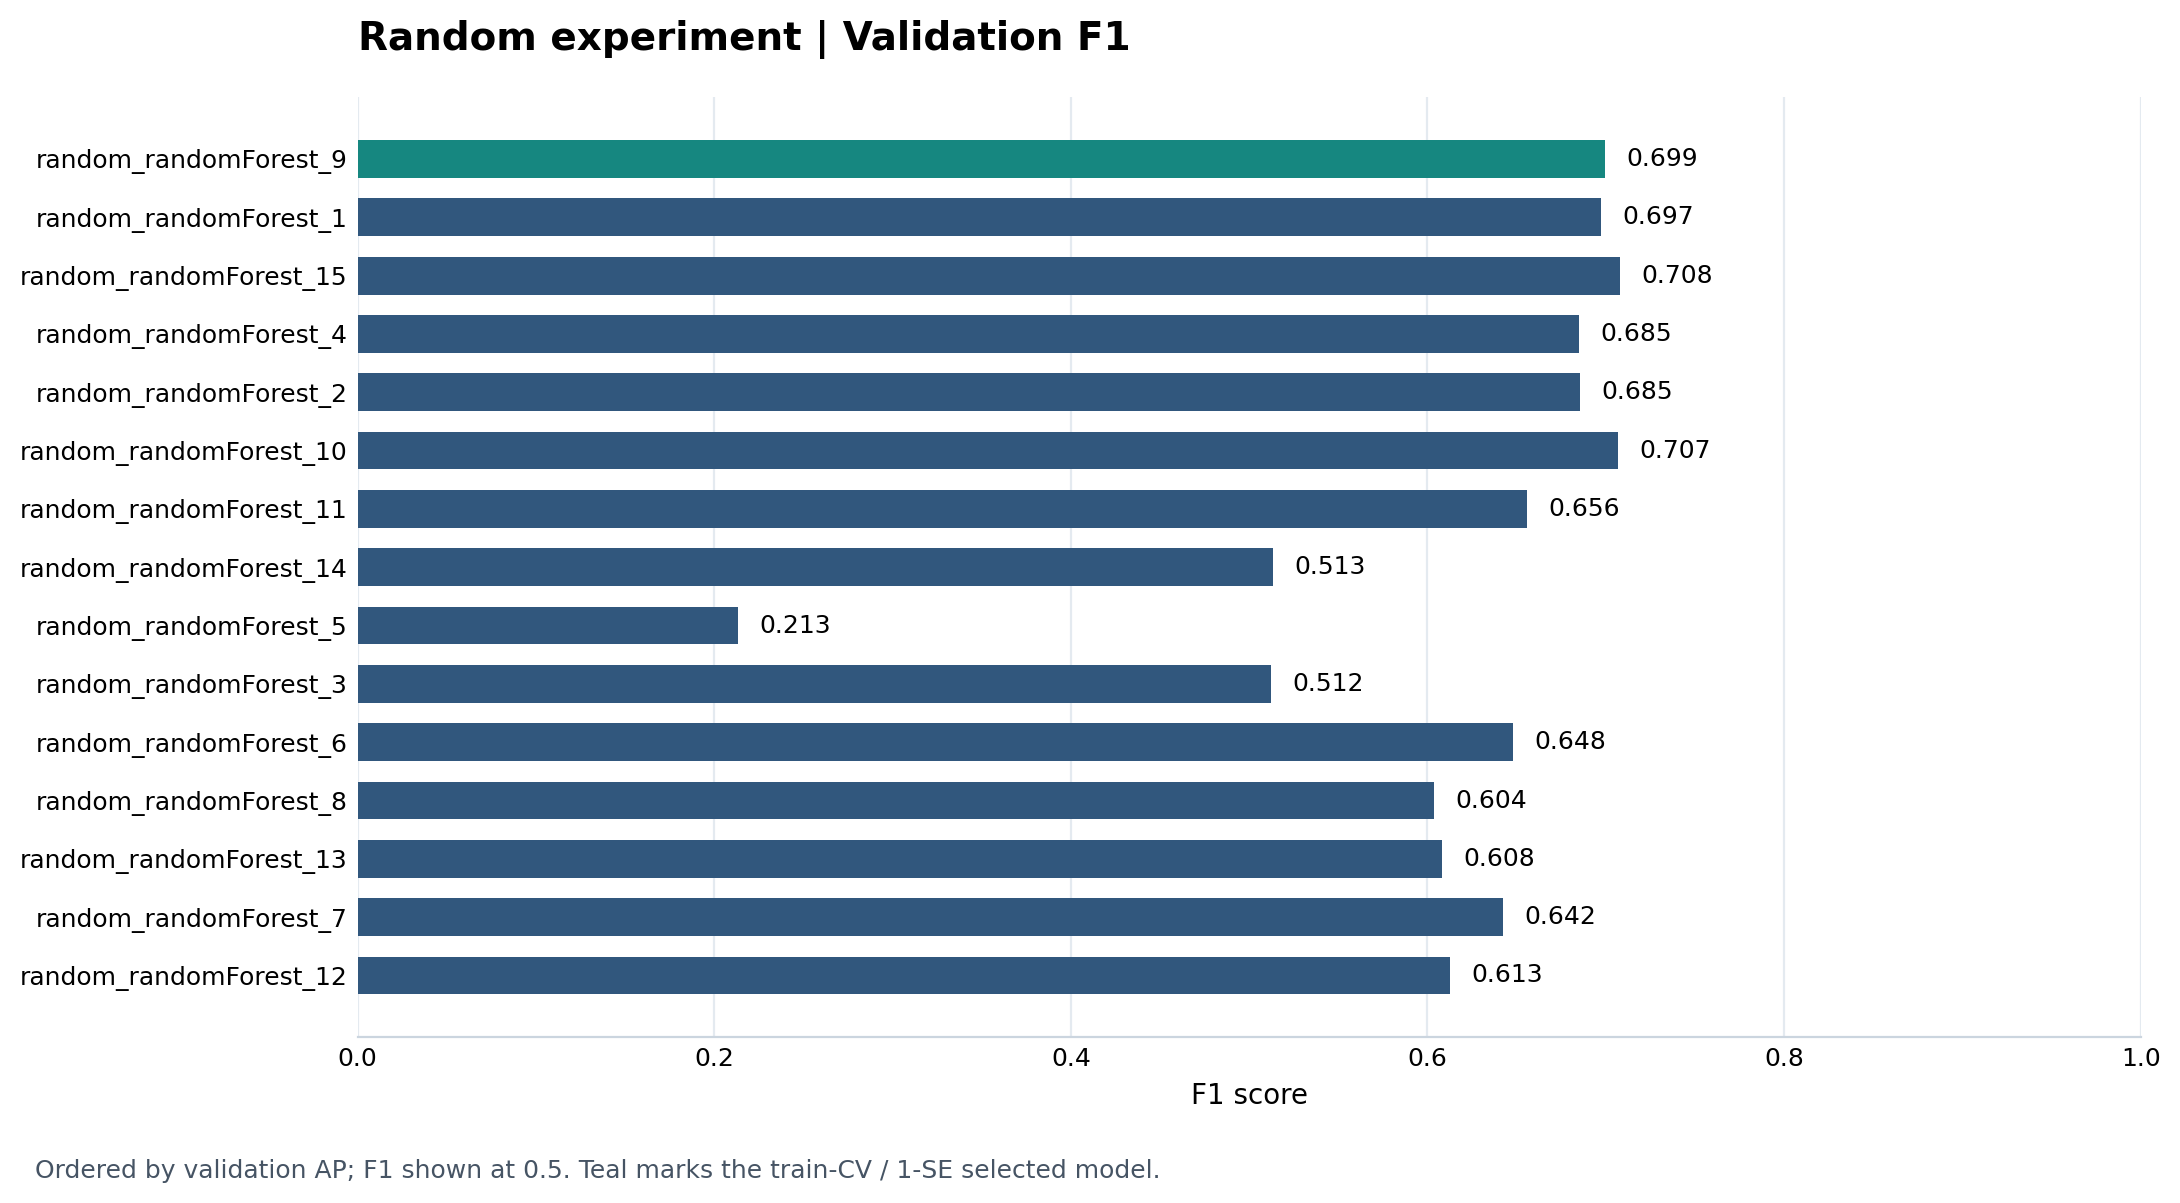 Random experiment | Validation F1
random_randomForest_9 0.699
random_randomForest_1 0.697
random_randomForest_15 0.708
random_randomForest_4 0.685
random_randomForest_2 0.685
random_randomForest_10 0.707
random_randomForest_11 0.656
random_randomForest_14 0.513
random_randomForest_5 0.213
random_randomForest_3 0.512
random_randomForest_6 0.648
random_randomForest_8 0.604
random_randomForest_13 0.608
random_randomForest_7 0.642
random_randomForest_12 0.613
0.0 0.2 0.4 0.6 0.8 1.0
F1 score
Ordered by validation AP; F1 shown at 0.5. Teal marks the train-CV / 1-SE selected model.